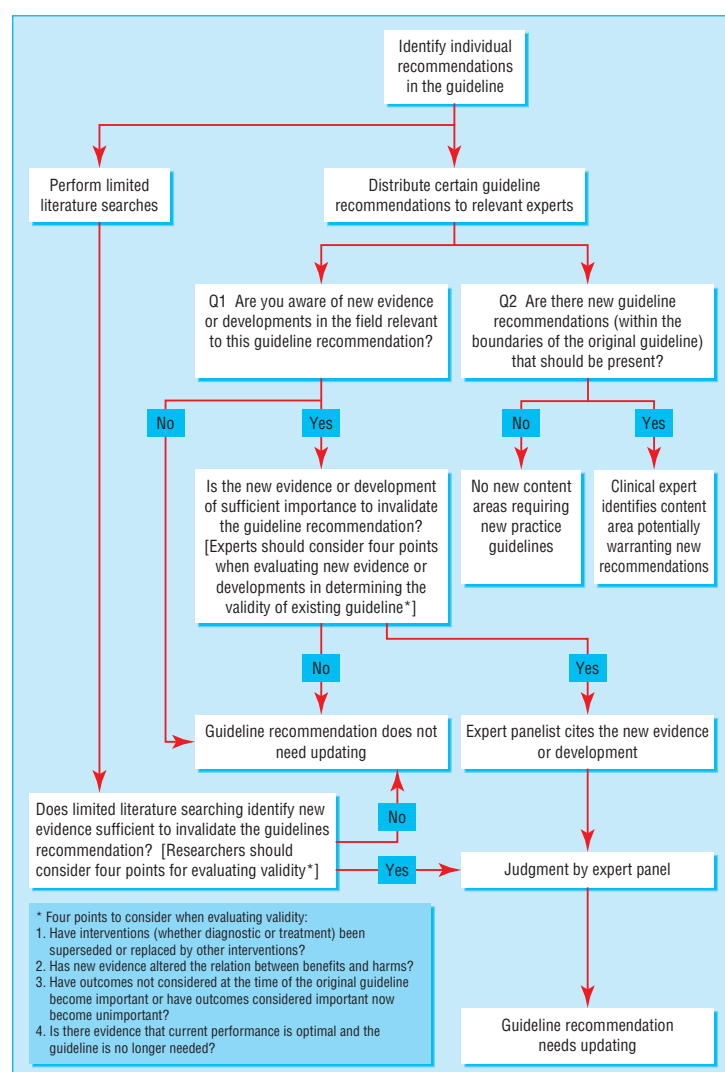 Identify individual
recommendations
in the guideline
Perform limited
literature searches
Distribute certain guideline
recommendations to relevant experts
Q1 Are you aware of new evidence
or developments in the field relevant
to this guideline recommendation?
Q2 Are there new guideline
recommendations (within the
boundaries of the original guideline)
that should be present?
No
Yes
No
Yes
Is the new evidence or development
of sufficient importance to invalidate
the guideline recommendation?
[Experts should consider four points
when evaluating new evidence or
developments in determining the
validity of existing guideline*]
No new content
areas requiring
new practice
guidelines
Clinical expert
identifies content
area potentially
warranting new
recommendations
No
Yes
Guideline recommendation does not
need updating
Expert panelist cites the new evidence
or development
Does limited literature searching identify new
evidence sufficient to invalidate the guidelines
recommendation? [Researchers should
consider four points for evaluating validity*]
No
Yes
Judgment by expert panel
* Four points to consider when evaluating validity:
1. Have interventions (whether diagnostic or treatment) been
superseded or replaced by other interventions?
2. Has new evidence altered the relation between benefits and harms?
3. Have outcomes not considered at the time of the original guideline
become important or have outcomes considered important now
become unimportant?
4. Is there evidence that current performance is optimal and the
guideline is no longer needed?
Guideline recommendation
needs updating